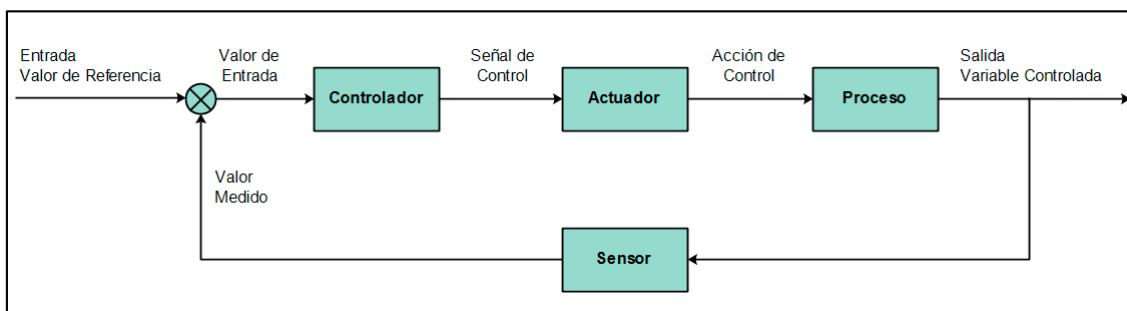 Entrada
Valor de Referencia
Valor de
Entrada
Controlador
Señal de
Control
Actuador
Acción de
Control
Proceso
Salida
Variable Controlada
Valor
Medido
Sensor